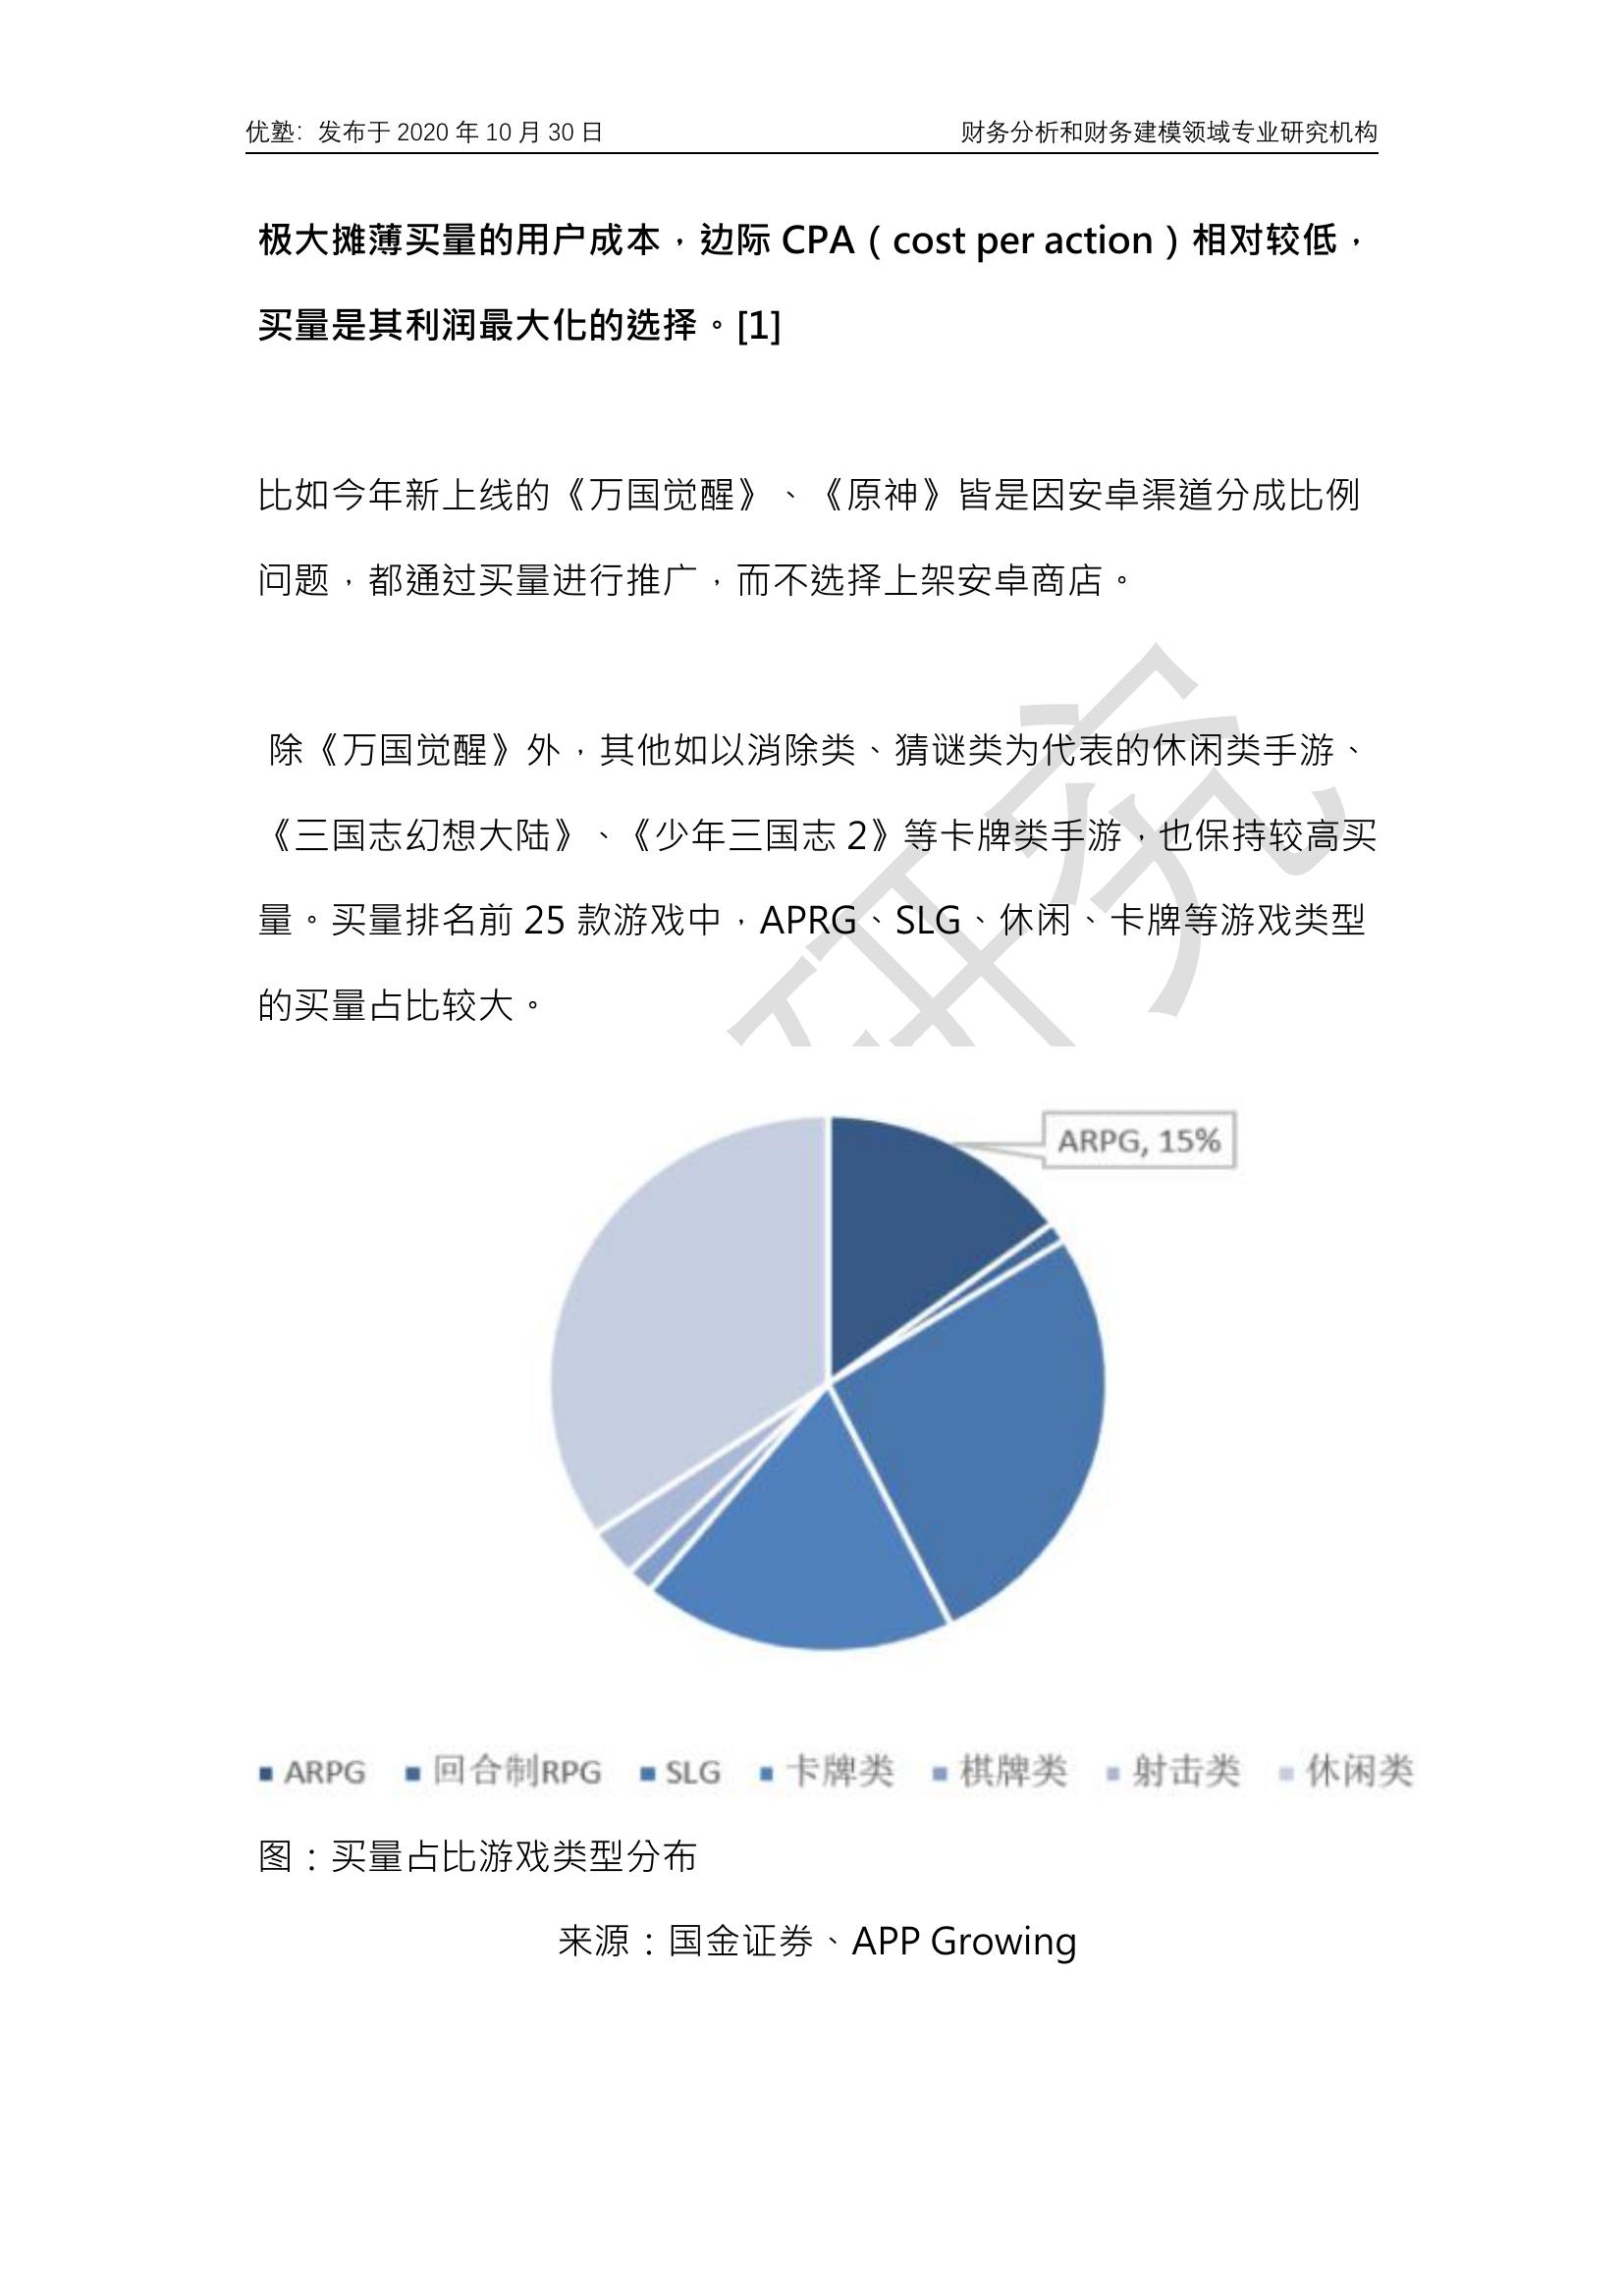 优塾：发布于 2020 年 10 月 30 日
财务分析和财务建模领域专业研究机构
极大摊薄买量的用户成本，边际 CPA（cost per action）相对较低，
买量是其利润最大化的选择。[1]
比如今年新上线的《万国觉醒》、《原神》皆是因安卓渠道分成比例
问题，都通过买量进行推广，而不选择上架安卓商店。
除《万国觉醒》外，其他如以消除类、猜谜类为代表的休闲类手游、
《三国志幻想大陆》、《少年三国志 2》等卡牌类手游，也保持较高买
量。买量排名前 25 款游戏中，APRG、SLG、休闲、卡牌等游戏类型
的买量占比较大。
研究
ARPG, 15%
ARPG 回合制RPG SLG 卡牌类 棋牌类 射击类 休闲类
图：买量占比游戏类型分布
来源：国金证券、APP Growing